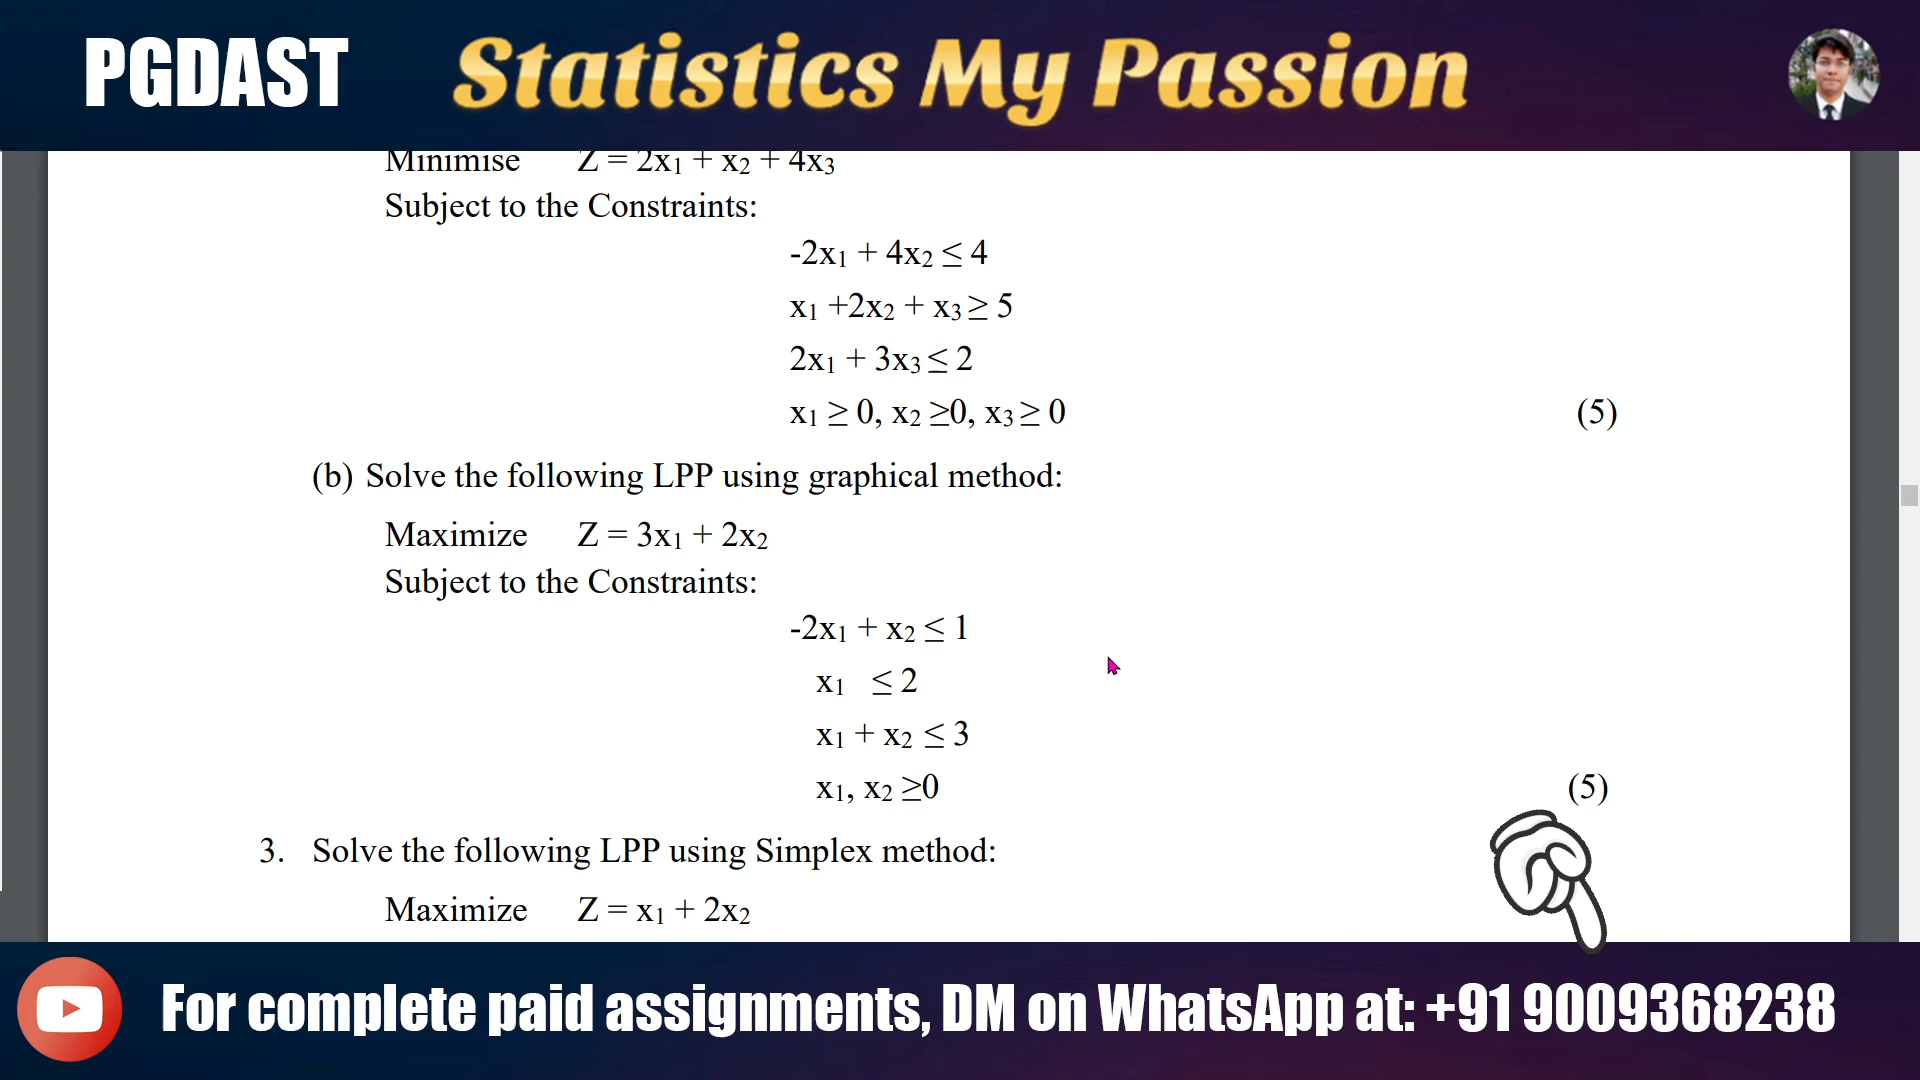 PGDAST
Statistics My Passion
Minimise Z = 2x₁ + x₂ + 4x₃
Subject to the Constraints:
-2x₁ + 4x₂ ≤ 4
x₁ +2x₂ + x₃ ≥ 5
2x₁ + 3x₃ ≤ 2
x₁ ≥ 0, x₂ ≥0, x₃ ≥ 0 (5)
(b) Solve the following LPP using graphical method:
Maximize Z = 3x₁ + 2x₂
Subject to the Constraints:
-2x₁ + x₂ ≤ 1
x₁ ≤ 2
x₁ + x₂ ≤ 3
x₁, x₂ ≥0 (5)
3. Solve the following LPP using Simplex method:
Maximize Z = x₁ + 2x₂
For complete paid assignments, DM on WhatsApp at: +91 9009368238